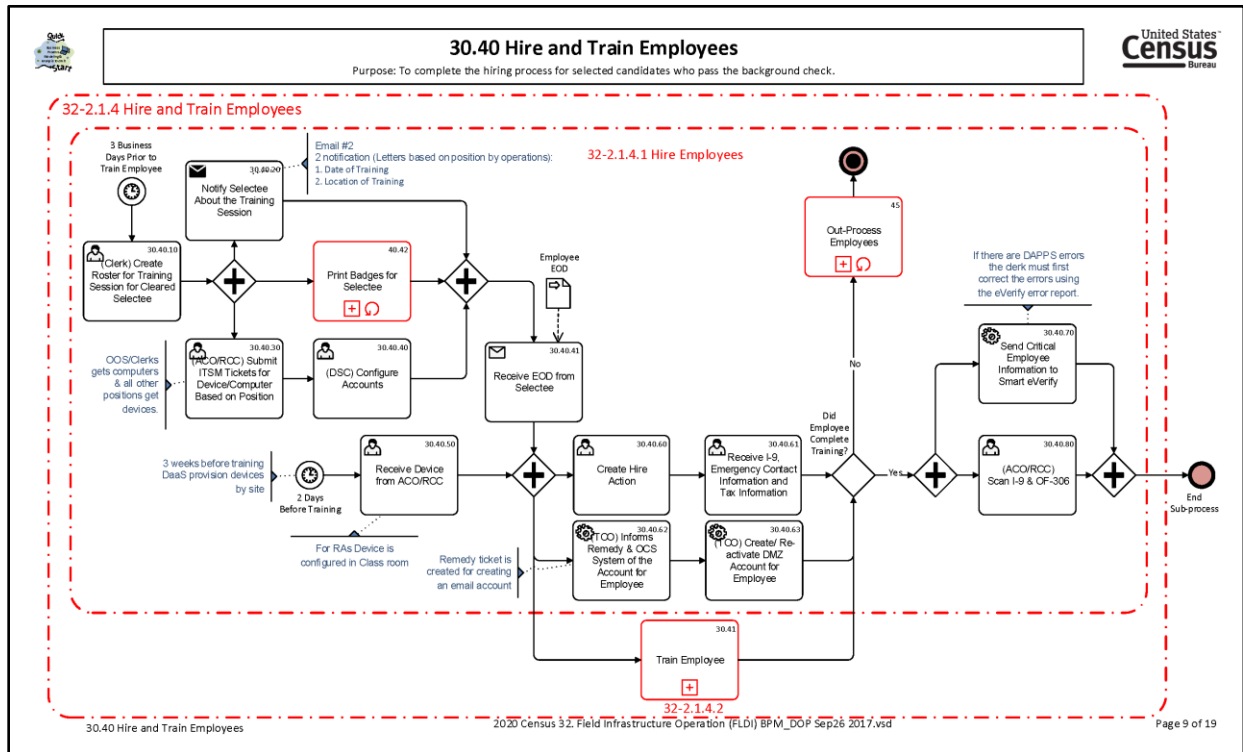 Quick
Start
30.40 Hire and Train Employees
Purpose: To complete the hiring process for selected candidates who pass the background check.
United States™
Census
Bureau
32-2.1.4 Hire and Train Employees
3 Business
Days Prior to
Train Employee
30.40.20
Notify Selectee
About the Training
Session
Email #2
2 notification (Letters based on position by operations):
1. Date of Training
2. Location of Training
32-2.1.4.1 Hire Employees
45
Out-Process
Employees
30.40.10
(Clerk) Create
Roster for Training
Session for Cleared
Selectee
40.42
Print Badges for
Selectee
Employee
EOD
If there are DAPPS errors
the clerk must first
correct the errors using
the eVerify error report.
OOS/Clerks
gets computers
& all other
positions get
devices.
30.40.30
(ACO/RCC) Submit
ITSM Tickets for
Device/Computer
Based on Position
30.40.40
(DSC) Configure
Accounts
30.40.41
Receive EOD from
Selectee
No
30.40.70
Send Critical
Employee
Information to
Smart eVerify
Did
Employee
Complete
Training?
3 weeks before training
DaaS provision devices
by site
2 Days
Before Training
30.40.50
Receive Device
from ACO/RCC
30.40.60
Create Hire
Action
30.40.61
Receive I-9,
Emergency Contact
Information and
Tax Information
Yes
30.40.80
(ACO/RCC)
Scan I-9 & OF-306
End
Sub-process
For RAs Device is
configured in Class room
Remedy ticket is
created for creating
an email account
30.40.62
(TCO) Informs
Remedy & OCS
System of the
Account for
Employee
30.40.63
(TCO) Create/ Re-
activate DMZ
Account for
Employee
30.41
Train Employee
32-2.1.4.2
30.40 Hire and Train Employees
2020 Census 32. Field Infrastructure Operation (FLDI) BPM_DOP Sep26 2017.vsd
Page 9 of 19